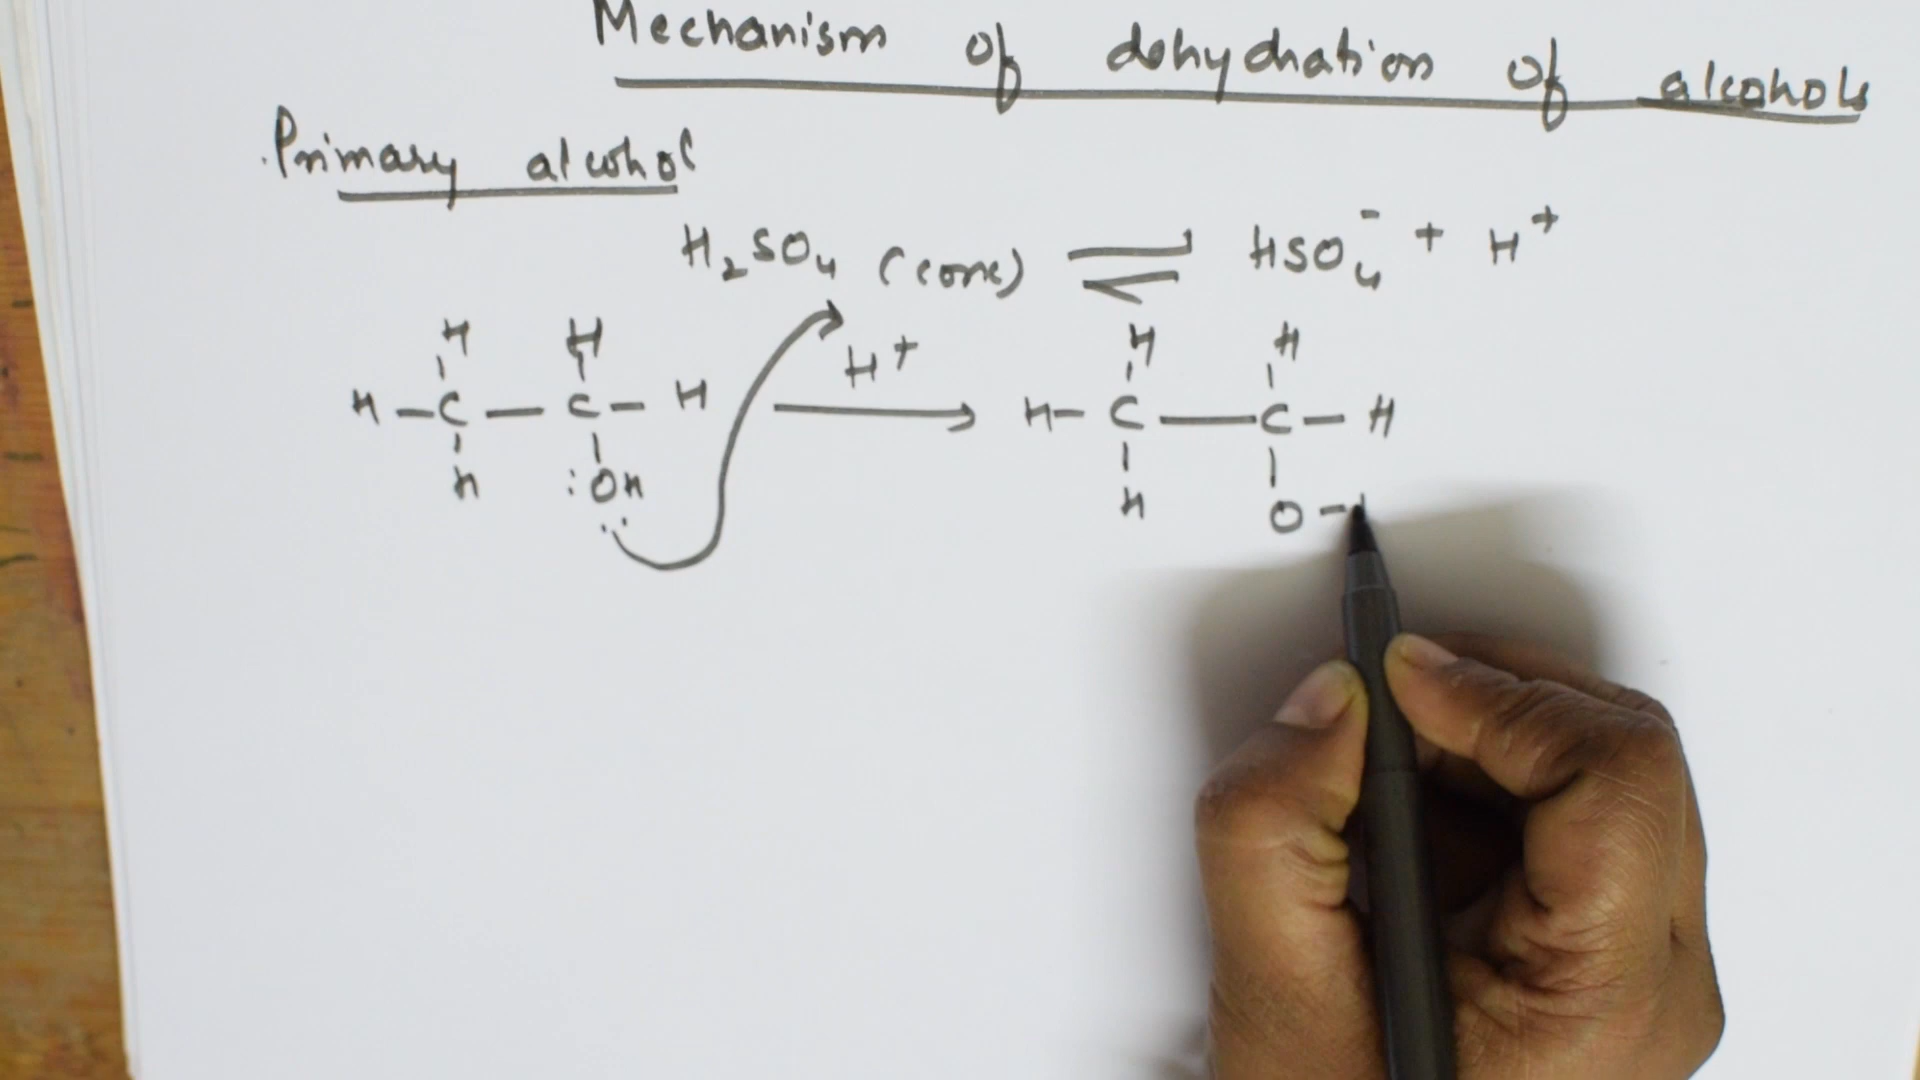 Mechanism of dehydration of alcohols
Primary alcohol
H₂SO₄ (conc) ⇌ HSO₄⁻ + H⁺
H H H⁺ H H
H – C — C – H → H – C — C – H
H :OH H O –